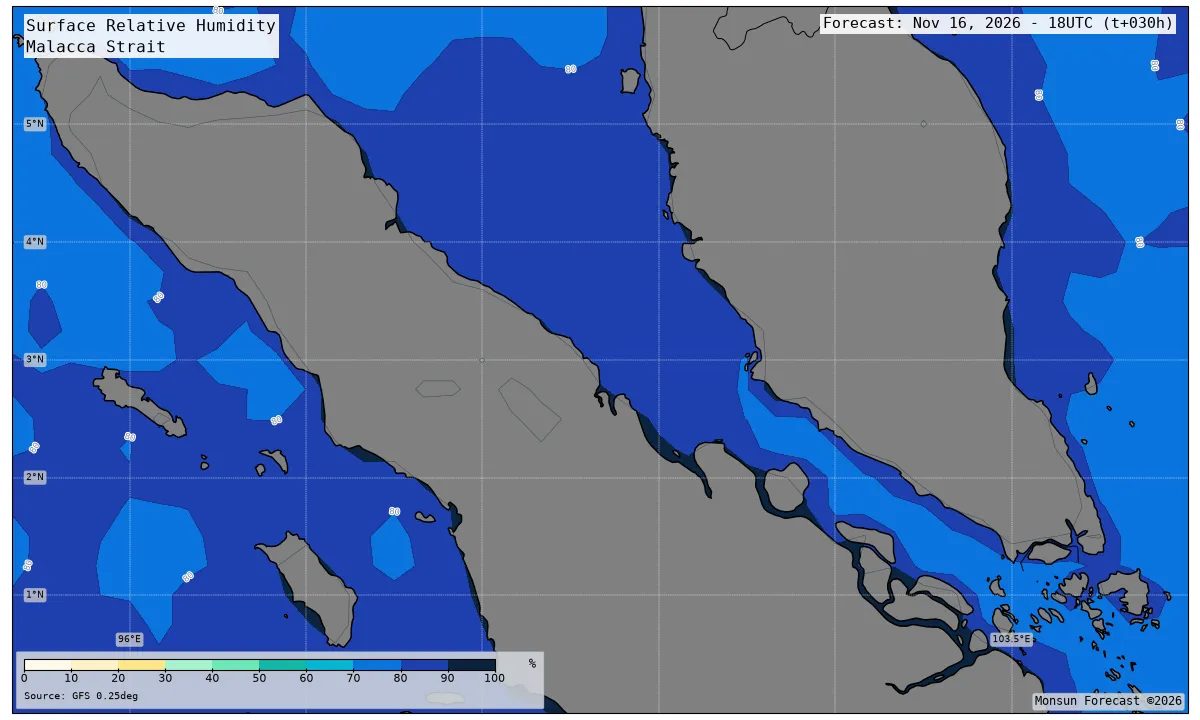 Surface Relative Humidity
Malacca Strait
Forecast: Nov 16, 2026 - 18UTC (t+030h)
80
80
80
80
80
5°N
4°N
80
80
80
3°N
80
80
80
2°N
80
80
80
1°N
96°E
103.5°E
%
0 10 20 30 40 50 60 70 80 90 100
Source: GFS 0.25deg
Monsun Forecast ©2026